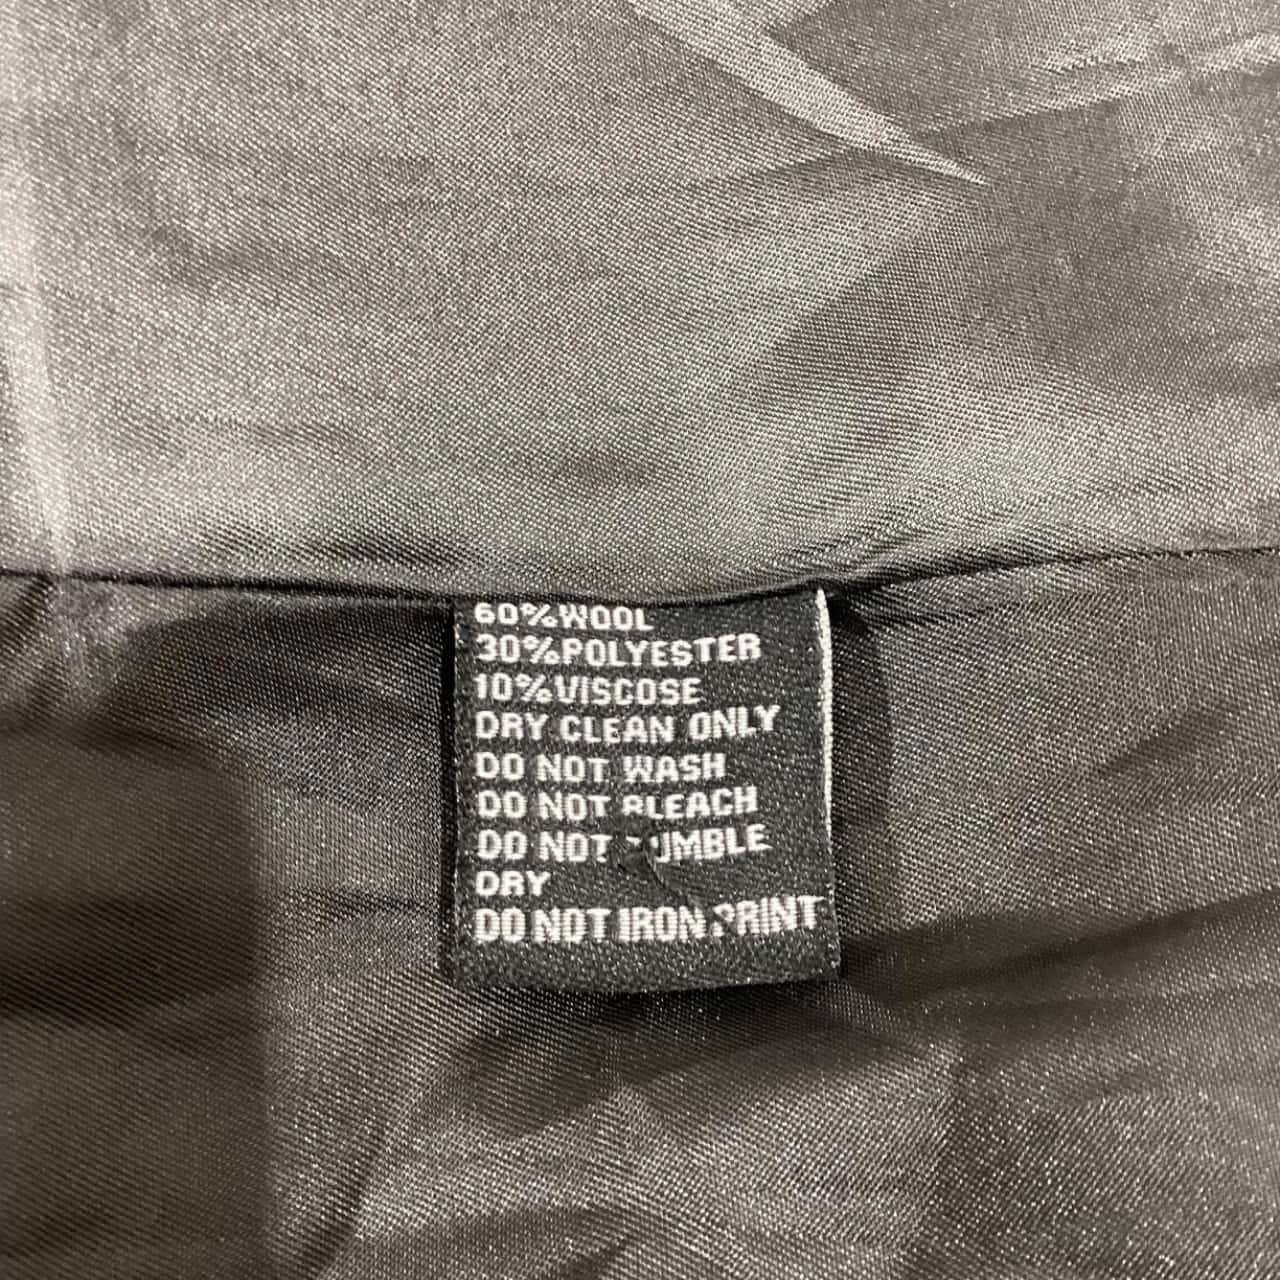 60%WOOL
30%POLYESTER
10%VISCOSE
DRY CLEAN ONLY
DO NOT WASH
DO NOT BLEACH
DO NOT TUMBLE
DRY
DO NOT IRON PRINT